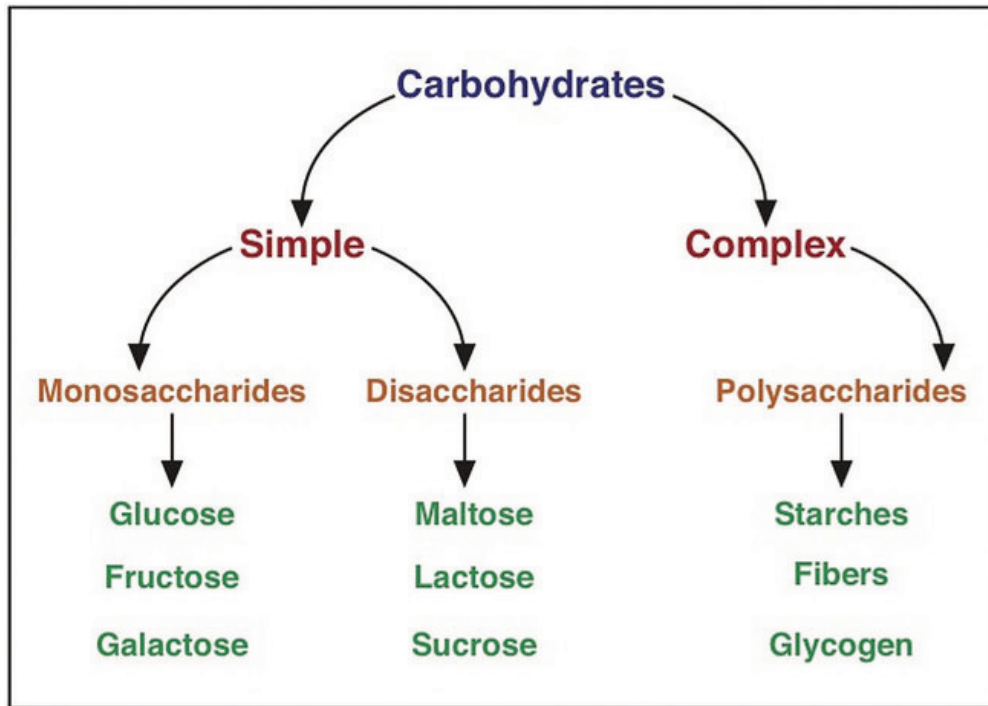 Carbohydrates
Simple
Complex
Monosaccharides
Disaccharides
Polysaccharides
Glucose
Maltose
Starches
Fructose
Lactose
Fibers
Galactose
Sucrose
Glycogen